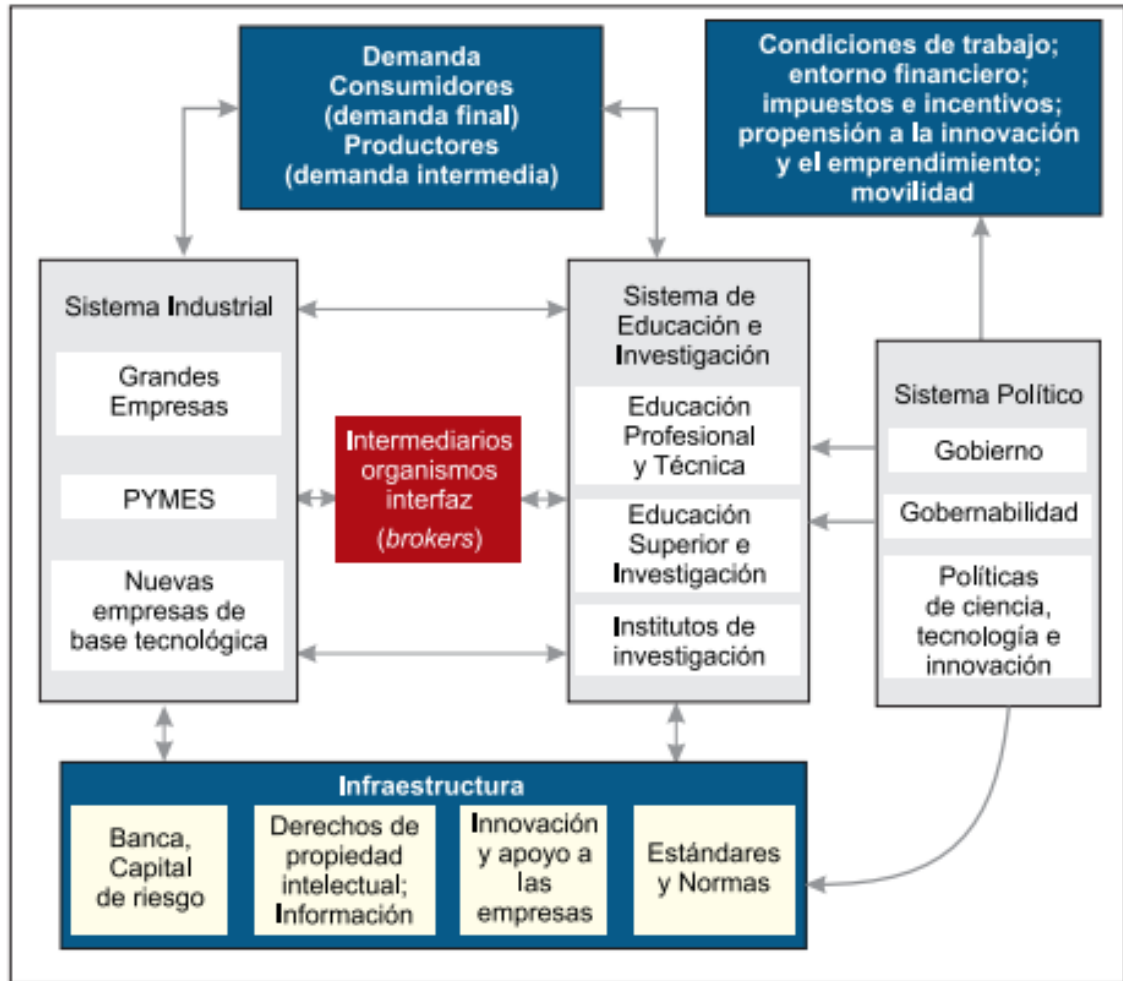 Demanda
Consumidores
(demanda final)
Productores
(demanda intermedia)
Condiciones de trabajo;
entorno financiero;
impuestos e incentivos;
propensión a la innovación
y el emprendimiento;
movilidad
Sistema Industrial
Grandes
Empresas
PYMES
Nuevas
empresas de
base tecnológica
Intermediarios
organismos
interfaz
(brokers)
Sistema de
Educación e
Investigación
Educación
Profesional
y Técnica
Educación
Superior e
Investigación
Institutos de
investigación
Sistema Político
Gobierno
Gobernabilidad
Políticas
de ciencia,
tecnología e
innovación
Infraestructura
Banca,
Capital
de riesgo
Derechos de
propiedad
intelectual;
Información
Innovación
y apoyo a
las
empresas
Estándares
y Normas